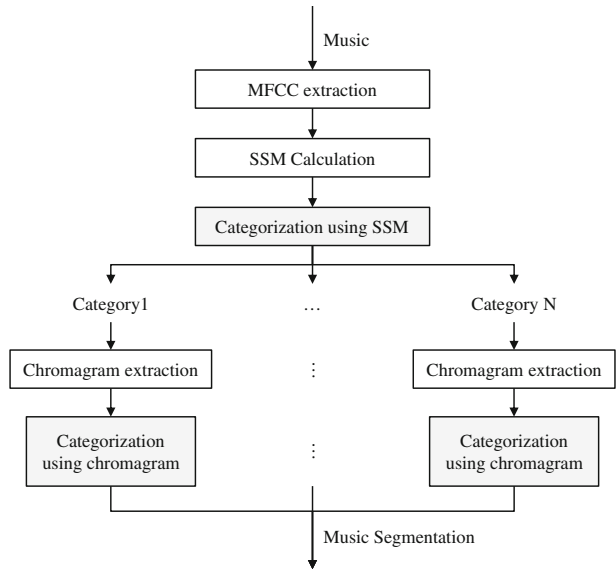 Music
MFCC extraction
SSM Calculation
Categorization using SSM
Category1
...
Category N
Chromagram extraction
⋮
Chromagram extraction
Categorization
using chromagram
⋮
Categorization
using chromagram
Music Segmentation